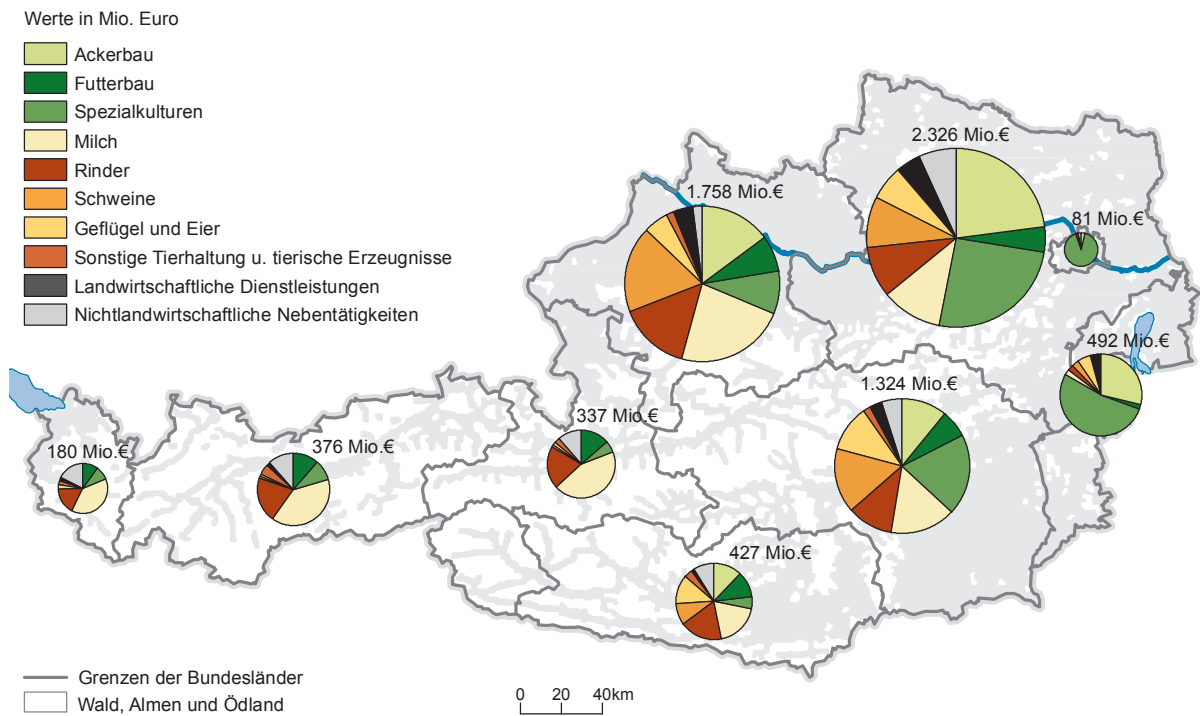 Werte in Mio. Euro
Ackerbau
Futterbau
Spezialkulturen
Milch
Rinder
Schweine
Geflügel und Eier
Sonstige Tierhaltung u. tierische Erzeugnisse
Landwirtschaftliche Dienstleistungen
Nichtlandwirtschaftliche Nebentätigkeiten
2.326 Mio.€
1.758 Mio.€
81 Mio.€
492 Mio.€
1.324 Mio.€
337 Mio.€
376 Mio.€
180 Mio.€
427 Mio.€
Grenzen der Bundesländer
Wald, Almen und Ödland
0 20 40km